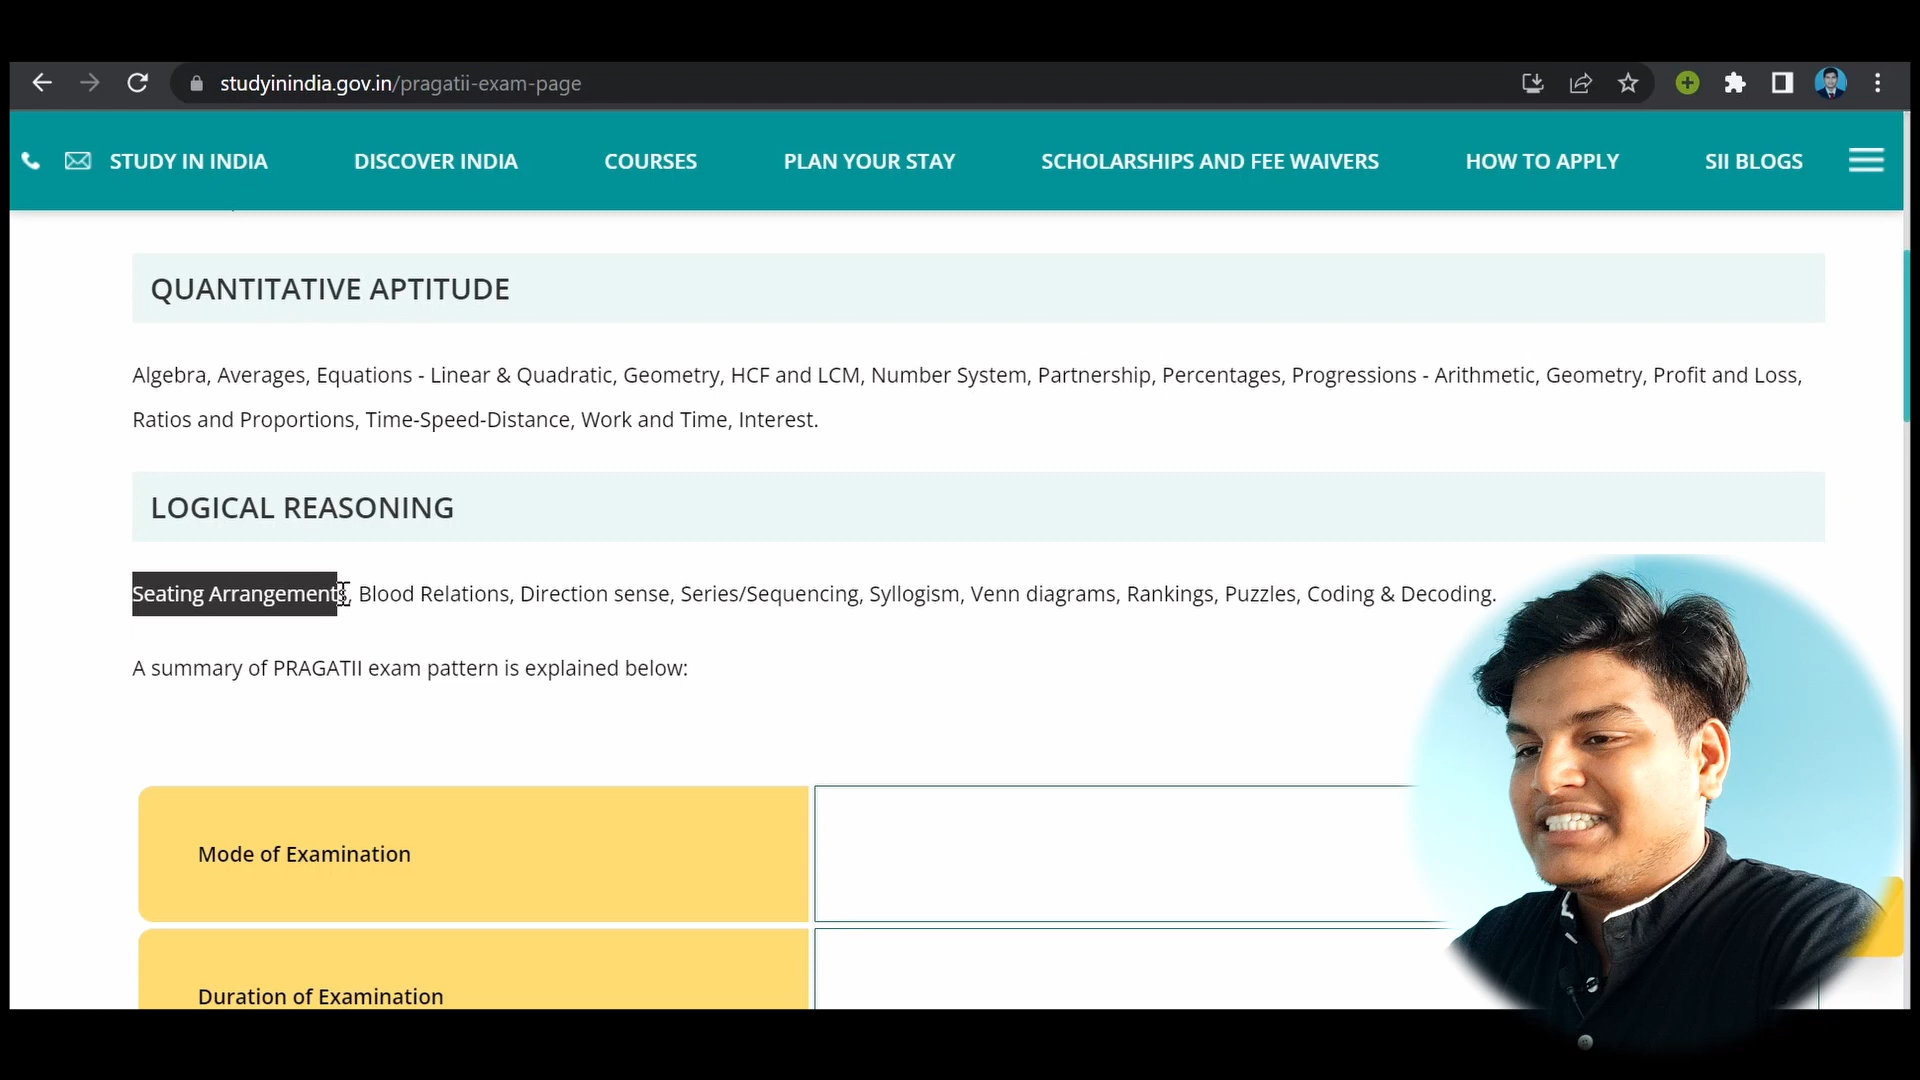 studyinindia.gov.in/pragatii-exam-page
STUDY IN INDIA DISCOVER INDIA COURSES PLAN YOUR STAY SCHOLARSHIPS AND FEE WAIVERS HOW TO APPLY SII BLOGS
QUANTITATIVE APTITUDE
Algebra, Averages, Equations - Linear & Quadratic, Geometry, HCF and LCM, Number System, Partnership, Percentages, Progressions - Arithmetic, Geometry, Profit and Loss,
Ratios and Proportions, Time-Speed-Distance, Work and Time, Interest.
LOGICAL REASONING
Seating Arrangements, Blood Relations, Direction sense, Series/Sequencing, Syllogism, Venn diagrams, Rankings, Puzzles, Coding & Decoding.
A summary of PRAGATII exam pattern is explained below:
Mode of Examination
Duration of Examination